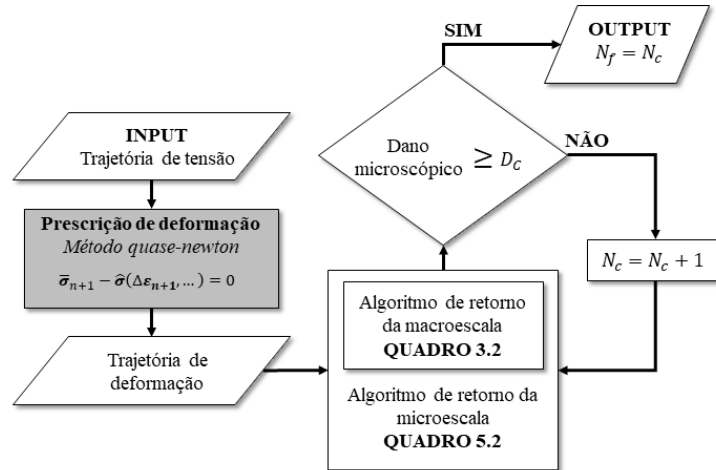 INPUT
Trajetória de tensão
Prescrição de deformação
Método quase-newton
σ̅ₙ₊₁ − σ̂(Δεₙ₊₁, ...) = 0
Trajetória de
deformação
Algoritmo de retorno
da macroescala
QUADRO 3.2
Algoritmo de retorno da
microescala
QUADRO 5.2
Dano
microscópico ≥ D_C
SIM
OUTPUT
N_f = N_c
NÃO
N_c = N_c + 1